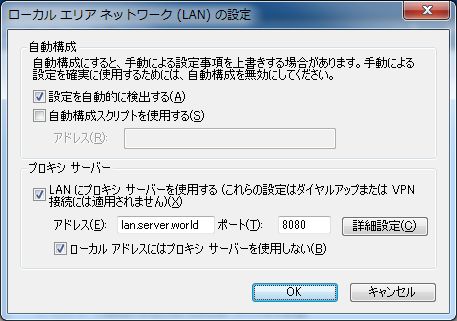 ローカル エリア ネットワーク (LAN) の設定
自動構成
自動構成にすると、手動による設定事項を上書きする場合があります。手動による
設定を確実に使用するためには、自動構成を無効にしてください。
設定を自動的に検出する(A)
自動構成スクリプトを使用する(S)
アドレス(R):
プロキシ サーバー
LAN にプロキシ サーバーを使用する (これらの設定はダイヤルアップまたは VPN
接続には適用されません)(X)
アドレス(E): lan.server.world ポート(T): 8080 詳細設定(C)
ローカル アドレスにはプロキシ サーバーを使用しない(B)
OK キャンセル